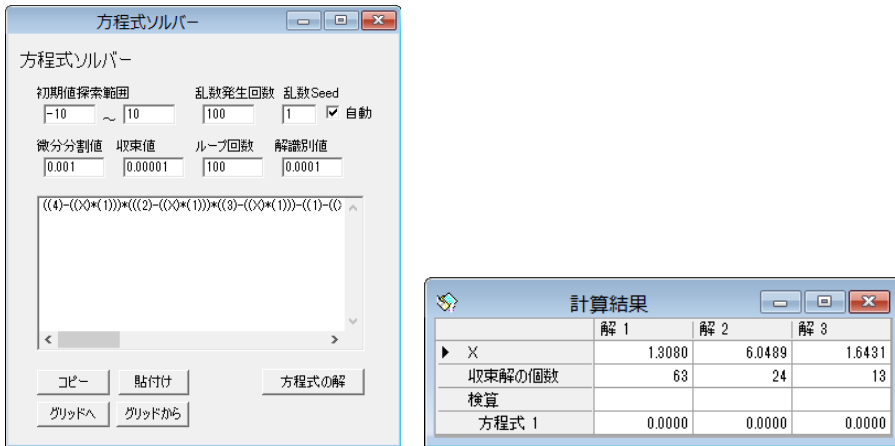 方程式ソルバー
方程式ソルバー
初期値探索範囲 乱数発生回数 乱数Seed
-10 ～ 10 100 1 自動
微分分割値 収束値 ループ回数 解識別値
0.001 0.00001 100 0.0001
((4)-((X)*(1)))*(((2)-((X)*(1)))*((3)-((X)*(1)))-((1)-((X
コピー 貼付け 方程式の解
グリッドへ グリッドから
計算結果
解 1 解 2 解 3
X 1.3080 6.0489 1.6431
収束解の個数 63 24 13
検算
方程式 1 0.0000 0.0000 0.0000